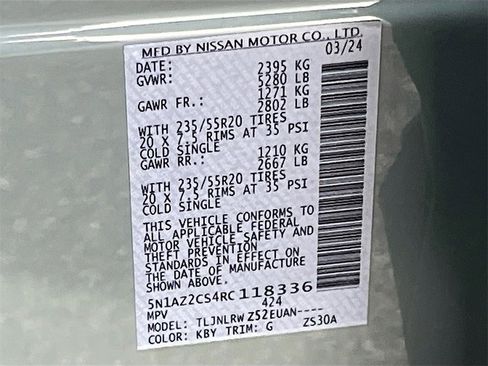 MFD BY NISSAN MOTOR CO., LTD.
DATE: 03/24
GVWR: 2395 KG
5280 LB
GAWR FR.: 1271 KG
2802 LB
WITH 235/55R20 TIRES
20 X 7.5 RIMS AT 35 PSI
COLD SINGLE
GAWR RR.: 1210 KG
2667 LB
WITH 235/55R20 TIRES
20 X 7.5 RIMS AT 35 PSI
COLD SINGLE
THIS VEHICLE CONFORMS TO
ALL APPLICABLE FEDERAL
MOTOR VEHICLE SAFETY AND
THEFT PREVENTION
STANDARDS IN EFFECT ON
THE DATE OF MANUFACTURE
SHOWN ABOVE.
5N1AZ2CS4RC118336
MPV 424
MODEL: TLJNLRW Z52EUAN----
COLOR: KBY TRIM: G ZS30A